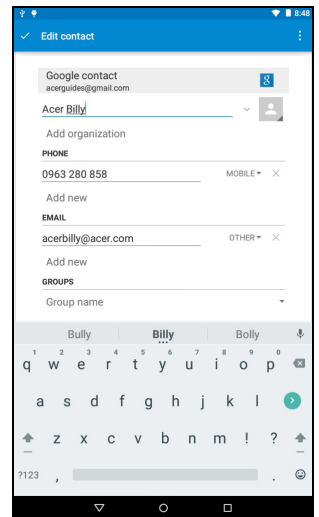 8:48
Edit contact
Google contact
acerguides@gmail.com
8
Acer Billy
Add organization
PHONE
0963 280 858 MOBILE
Add new
EMAIL
acerbilly@acer.com OTHER
Add new
GROUPS
Group name
Bully Billy Bolly
1 2 3 4 5 6 7 8 9 0
q w e r t y u i o p
a s d f g h j k l
z x c v b n m ! ?
?123 , .